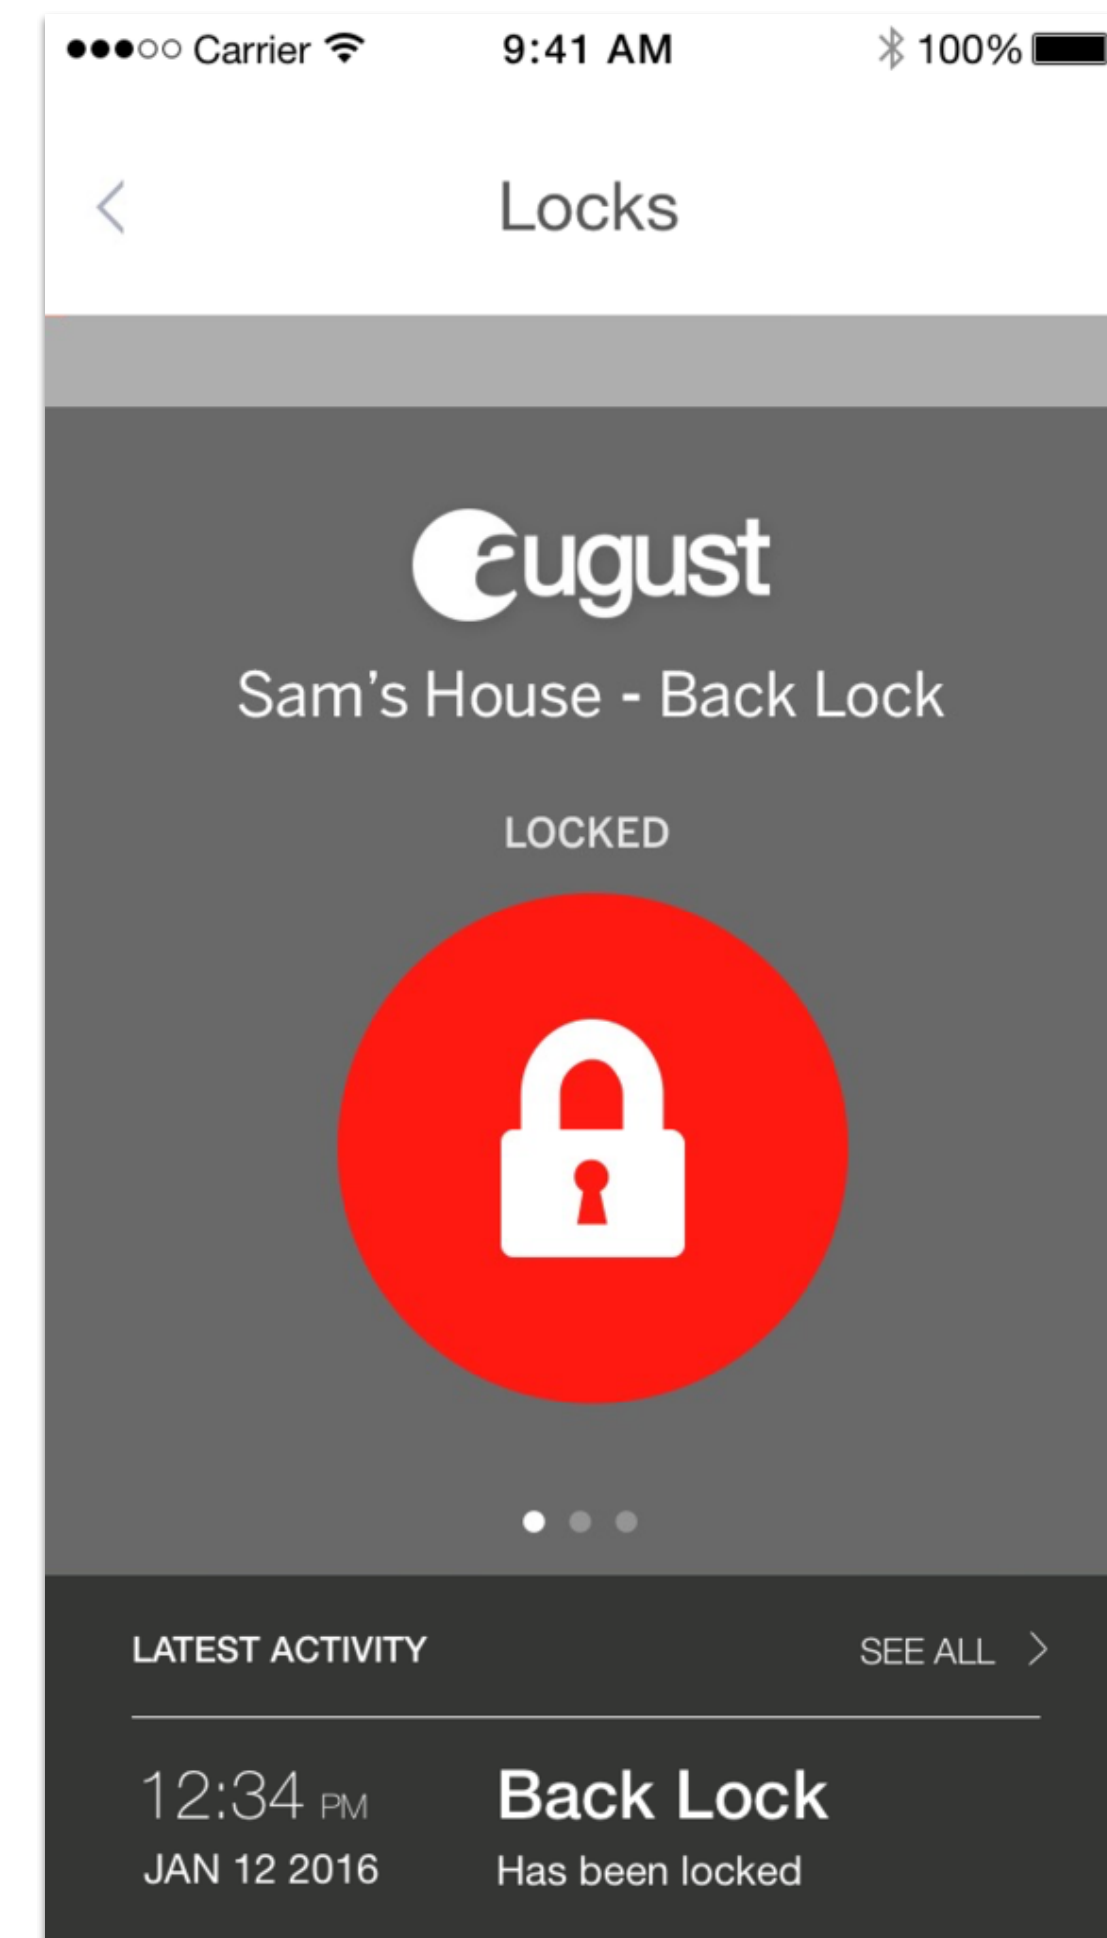 Carrier 9:41 AM 100%
Locks
august
Sam's House - Back Lock
LOCKED
LATEST ACTIVITY SEE ALL
12:34 PM Back Lock
JAN 12 2016 Has been locked